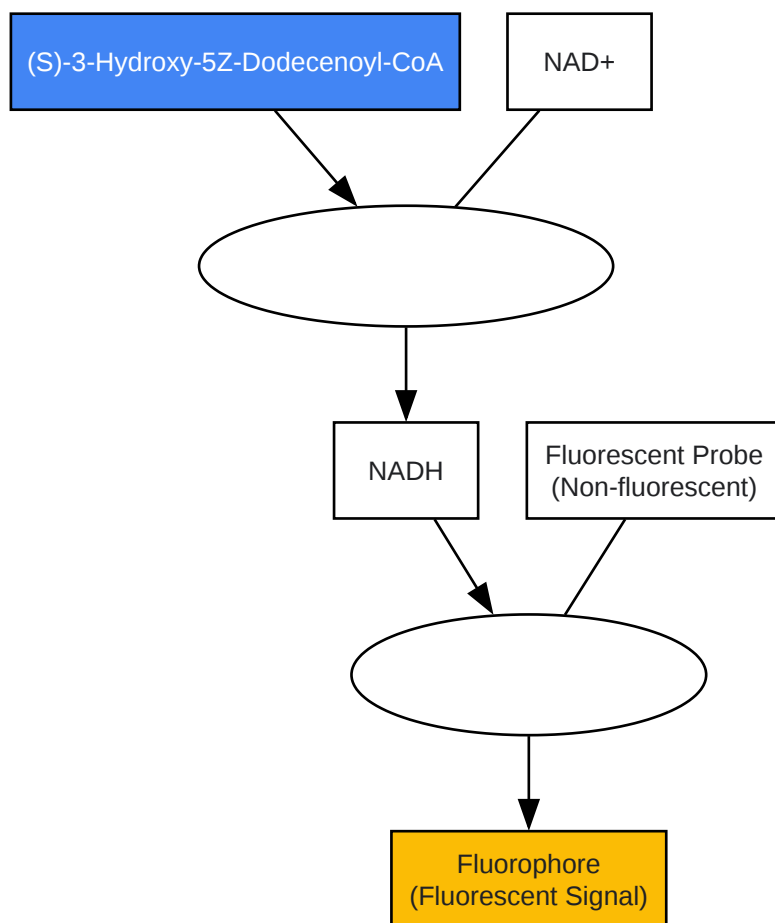 (S)-3-Hydroxy-5Z-Dodecenoyl-CoA
NAD+
NADH
Fluorescent Probe
(Non-fluorescent)
Fluorophore
(Fluorescent Signal)